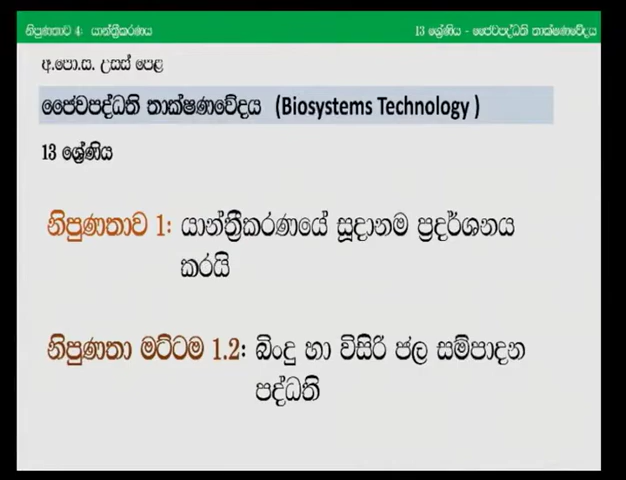 නිපුණතාව 4: යාන්ත්‍රීකරණය
13 ශ්‍රේණිය - ජෛවපද්ධති තාක්ෂණවේදය
අ.පො.ස. උසස් පෙළ
ජෛවපද්ධති තාක්ෂණවේදය (Biosystems Technology )
13 ශ්‍රේණිය
නිපුණතාව 1: යාන්ත්‍රීකරණයේ සූදානම ප්‍රදර්ශනය
කරයි
නිපුණතා මට්ටම 1.2: බිංදු හා විසිරි ජල සම්පාදන
පද්ධති